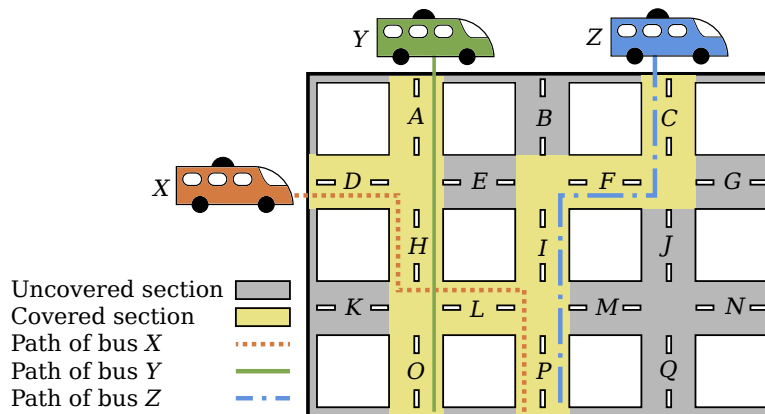 Y
Z
A
B
C
X
D
E
F
G
H
I
J
Uncovered section
K
L
M
N
Covered section
Path of bus X
Path of bus Y
O
P
Q
Path of bus Z